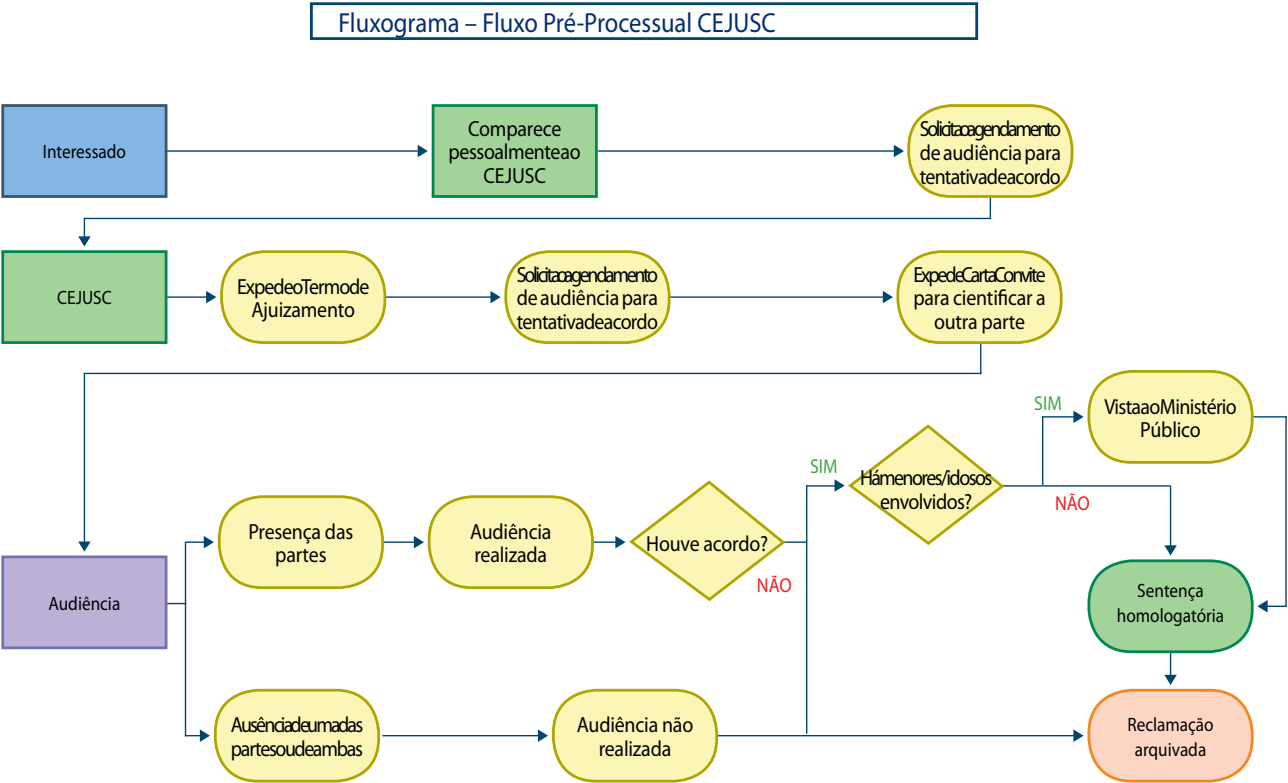 Fluxograma – Fluxo Pré-Processual CEJUSC
Interessado
Comparece
pessoalmenteao
CEJUSC
Solicitaoagendamento
de audiência para
tentativadeacordo
CEJUSC
ExpedeoTermode
Ajuizamento
Solicitaoagendamento
de audiência para
tentativadeacordo
ExpedeCartaConvite
para cientificar a
outra parte
Audiência
Presença das
partes
Audiência
realizada
Houve acordo?
SIM
NÃO
Hámenores/idosos
envolvidos?
SIM
NÃO
VistaaoMinistério
Público
Sentença
homologatória
Ausênciadeumadas
partesoudeambas
Audiência não
realizada
Reclamação
arquivada